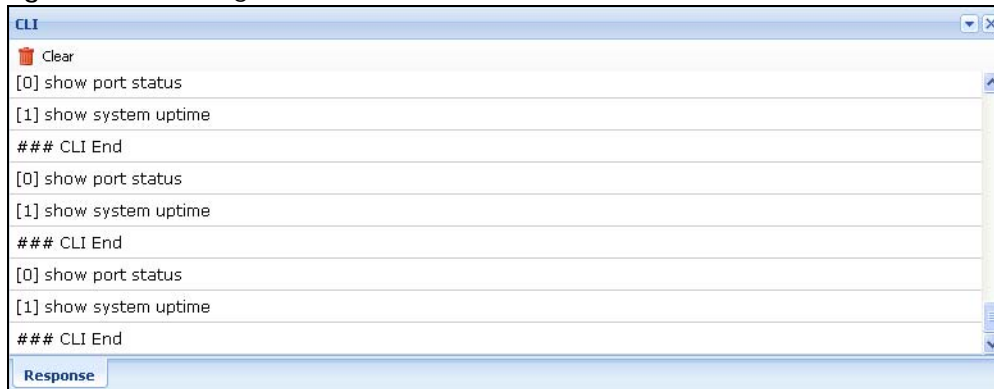 CLI
Clear
[0] show port status
[1] show system uptime
### CLI End
[0] show port status
[1] show system uptime
### CLI End
[0] show port status
[1] show system uptime
### CLI End
Response